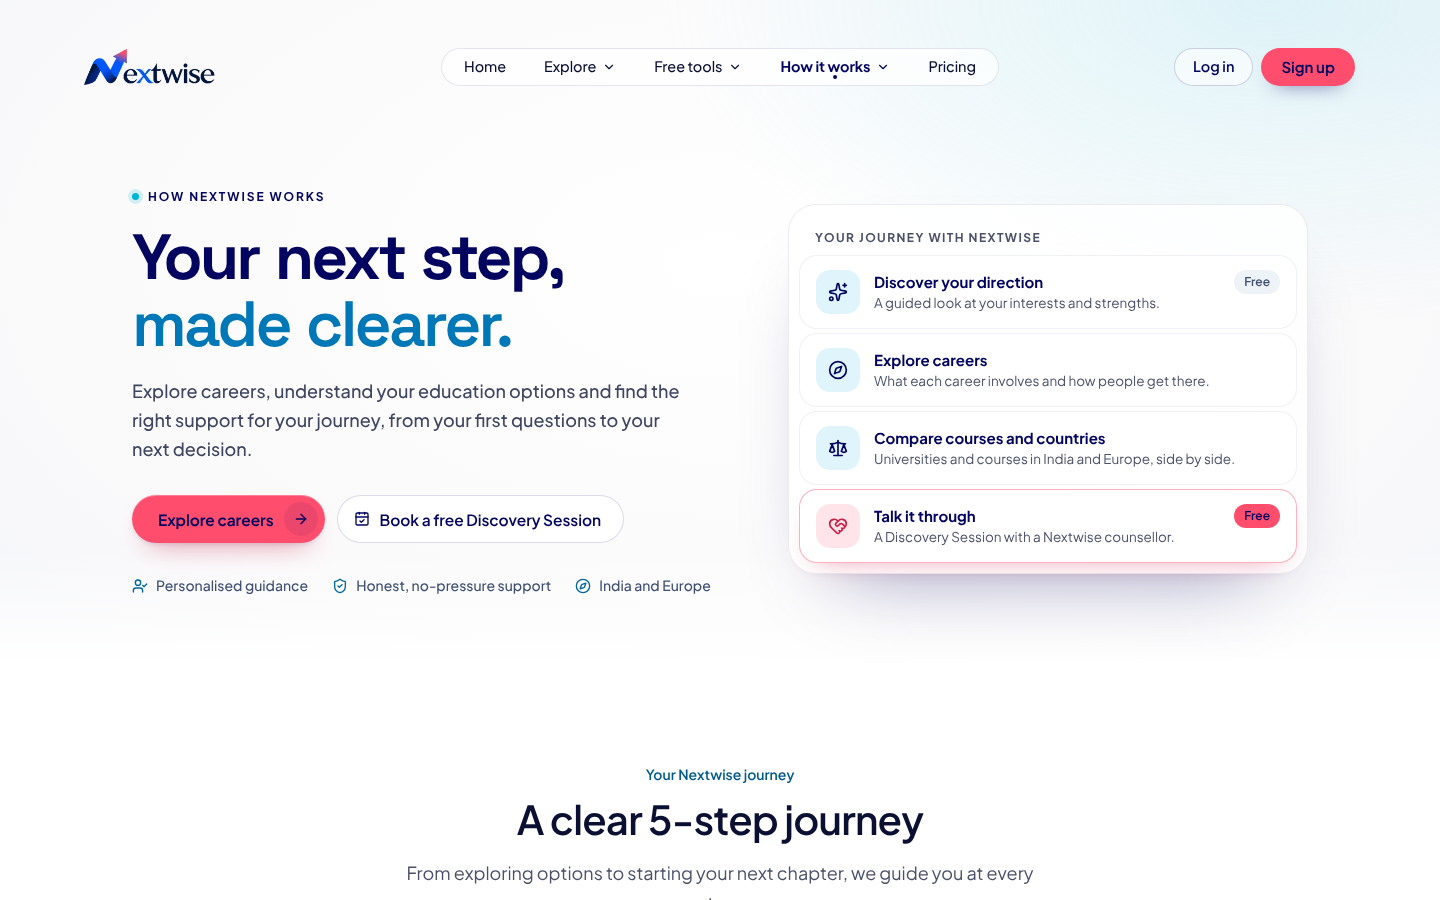 Nextwise
Home
Explore
Free tools
How it works
Pricing
Log in
Sign up
HOW NEXTWISE WORKS
Your next step,
made clearer.
Explore careers, understand your education options and find the
right support for your journey, from your first questions to your
next decision.
Explore careers
Book a free Discovery Session
Personalised guidance
Honest, no-pressure support
India and Europe
YOUR JOURNEY WITH NEXTWISE
Discover your direction
Free
A guided look at your interests and strengths.
Explore careers
What each career involves and how people get there.
Compare courses and countries
Universities and courses in India and Europe, side by side.
Talk it through
Free
A Discovery Session with a Nextwise counsellor.
Your Nextwise journey
A clear 5-step journey
From exploring options to starting your next chapter, we guide you at every